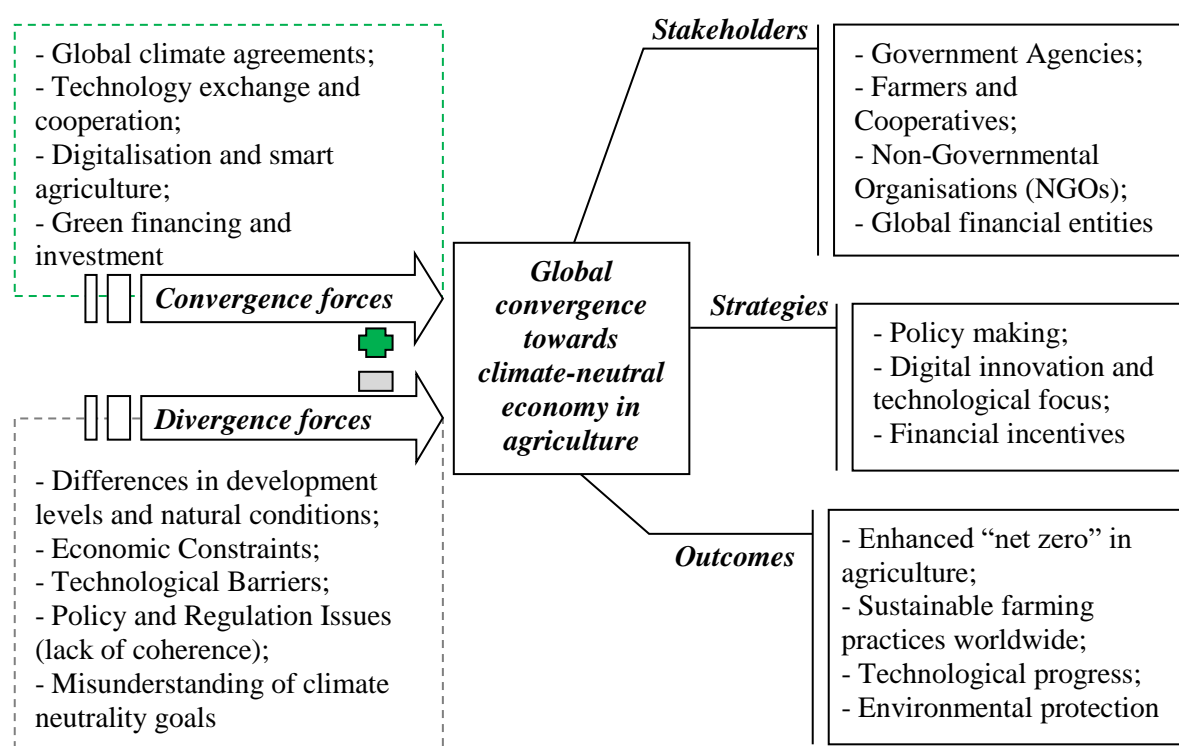 - Global climate agreements;
- Technology exchange and
cooperation;
- Digitalisation and smart
agriculture;
- Green financing and
investment
Convergence forces
Divergence forces
- Differences in development
levels and natural conditions;
- Economic Constraints;
- Technological Barriers;
- Policy and Regulation Issues
(lack of coherence);
- Misunderstanding of climate
neutrality goals
Global
convergence
towards
climate-neutral
economy in
agriculture
Stakeholders
- Government Agencies;
- Farmers and
Cooperatives;
- Non-Governmental
Organisations (NGOs);
- Global financial entities
Strategies
- Policy making;
- Digital innovation and
technological focus;
- Financial incentives
Outcomes
- Enhanced “net zero” in
agriculture;
- Sustainable farming
practices worldwide;
- Technological progress;
- Environmental protection